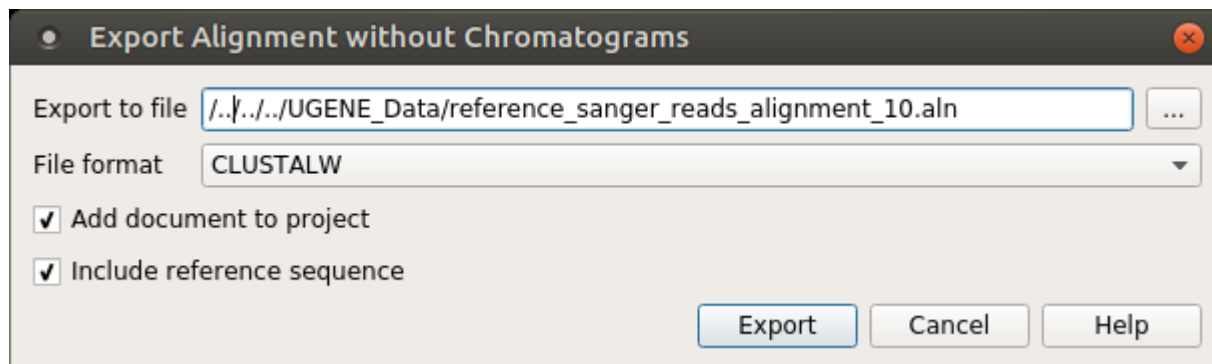 Export Alignment without Chromatograms
Export to file /../../../UGENE_Data/reference_sanger_reads_alignment_10.aln ...
File format CLUSTALW
Add document to project
Include reference sequence
Export Cancel Help